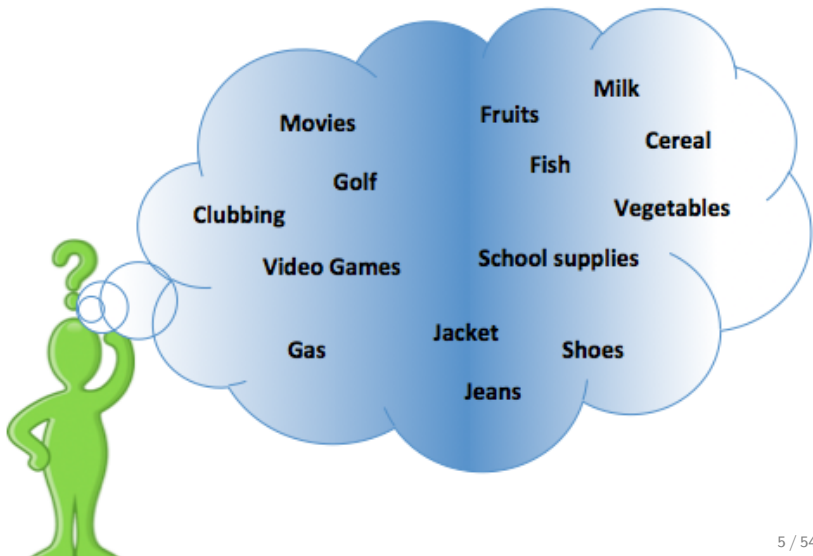 ?
Milk
Fruits
Movies
Cereal
Fish
Golf
Vegetables
Clubbing
School supplies
Video Games
Jacket
Gas
Shoes
Jeans
5 / 54